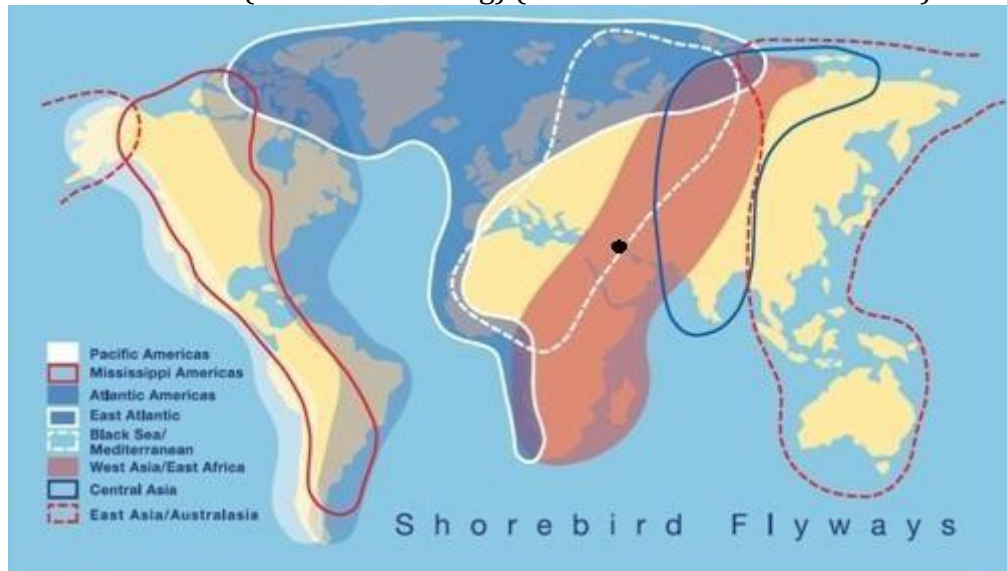 Pacific Americas
Mississippi Americas
Atlantic Americas
East Atlantic
Black Sea/
Mediterranean
West Asia/East Africa
Central Asia
East Asia/Australasia
Shorebird Flyways